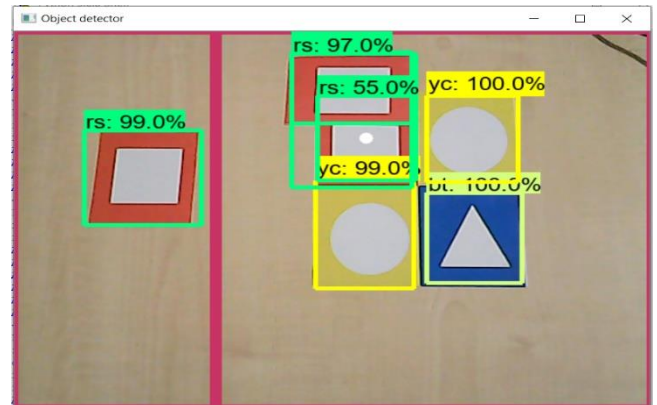 Object detector
rs: 97.0%
rs: 55.0%
yc: 100.0%
rs: 99.0%
yc: 99.0%
bt: 100.0%